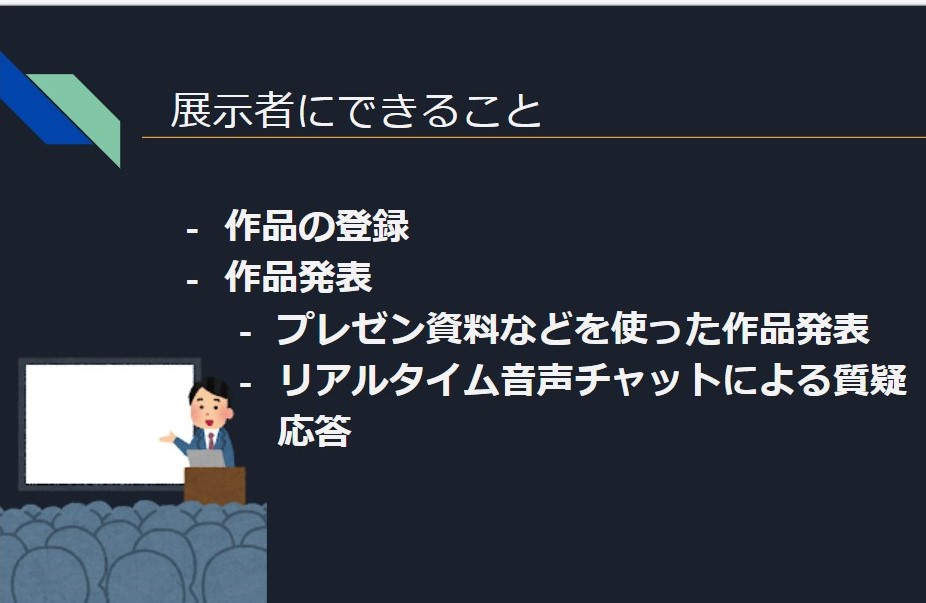 展示者にできること
- 作品の登録
- 作品発表
- プレゼン資料などを使った作品発表
- リアルタイム音声チャットによる質疑
応答